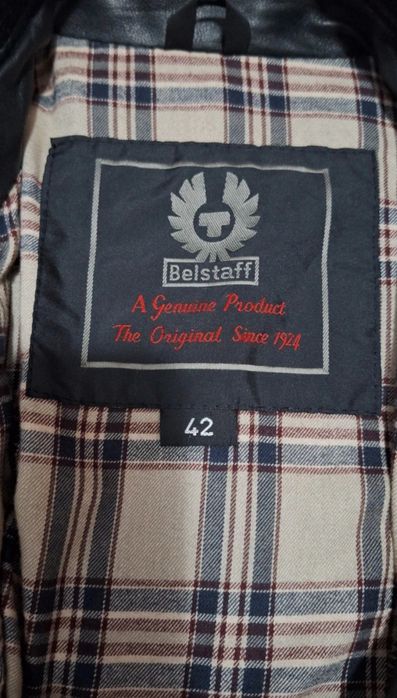 Belstaff
A Genuine Product
The Original Since 1924
42